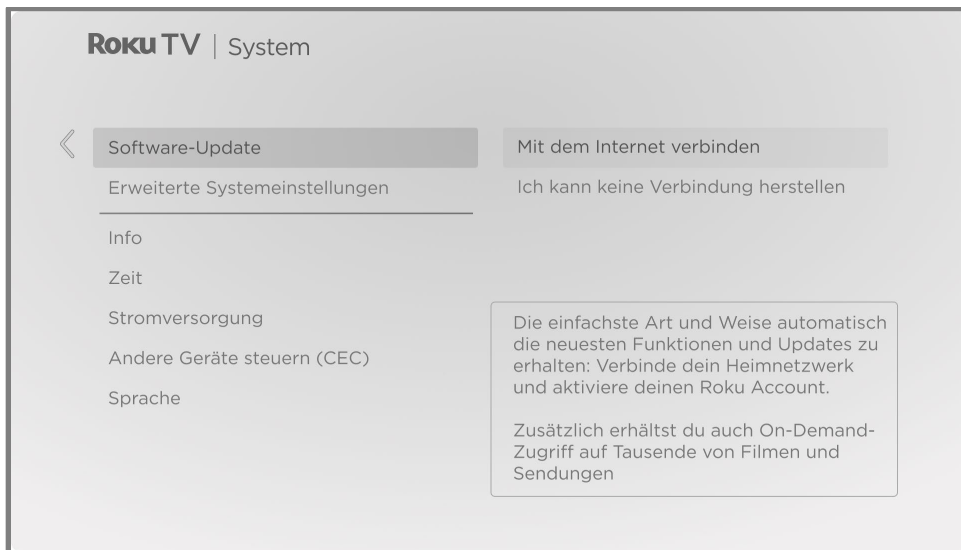 Roku TV | System
Software-Update
Erweiterte Systemeinstellungen
Info
Zeit
Stromversorgung
Andere Geräte steuern (CEC)
Sprache
Mit dem Internet verbinden
Ich kann keine Verbindung herstellen
Die einfachste Art und Weise automatisch
die neuesten Funktionen und Updates zu
erhalten: Verbinde dein Heimnetzwerk
und aktiviere deinen Roku Account.
Zusätzlich erhältst du auch On-Demand-
Zugriff auf Tausende von Filmen und
Sendungen